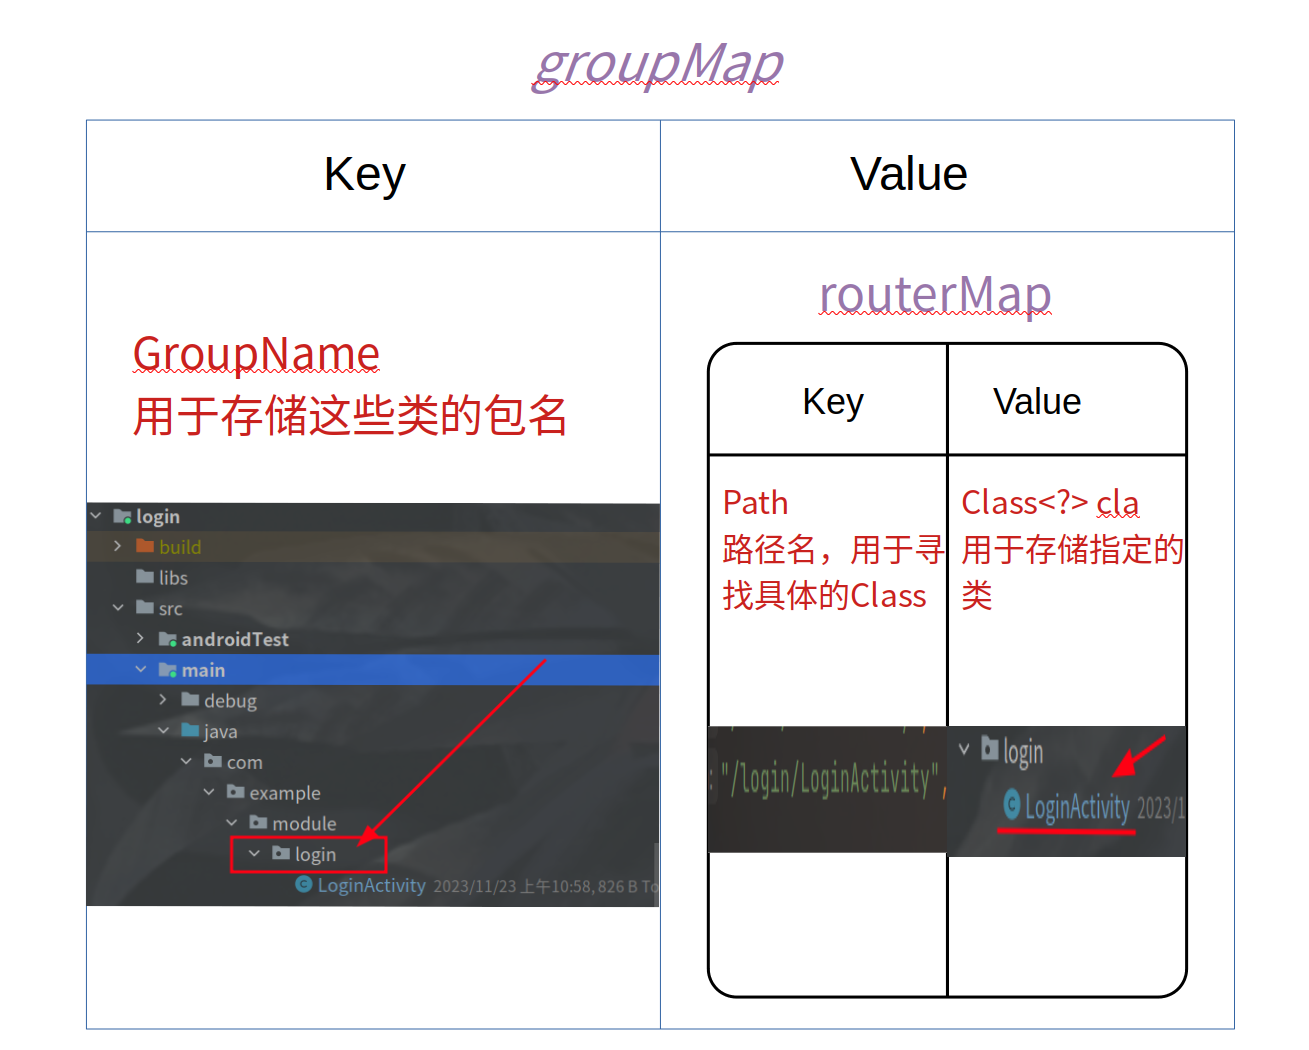 groupMap
Key
Value
GroupName
用于存储这些类的包名
login
build
libs
src
androidTest
main
debug
java
com
example
module
login
LoginActivity 2023/11/23 上午10:58, 826 B To
routerMap
Key
Value
Path
路径名，用于寻
找具体的Class
Class<?> cla
用于存储指定的
类
: "/login/LoginActivity",
login
LoginActivity 2023/1